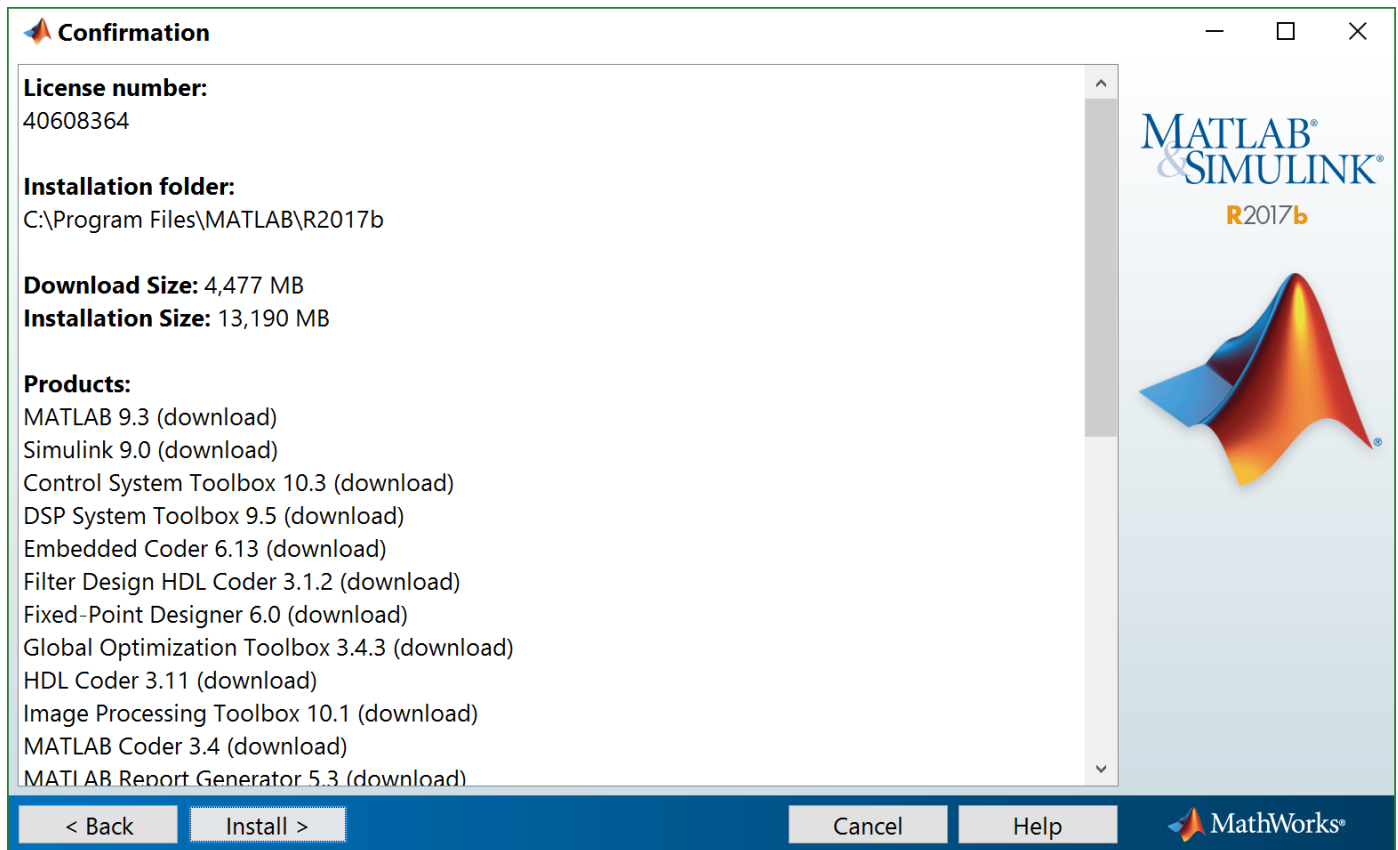 Confirmation
License number:
40608364
Installation folder:
C:\Program Files\MATLAB\R2017b
Download Size: 4,477 MB
Installation Size: 13,190 MB
Products:
MATLAB 9.3 (download)
Simulink 9.0 (download)
Control System Toolbox 10.3 (download)
DSP System Toolbox 9.5 (download)
Embedded Coder 6.13 (download)
Filter Design HDL Coder 3.1.2 (download)
Fixed-Point Designer 6.0 (download)
Global Optimization Toolbox 3.4.3 (download)
HDL Coder 3.11 (download)
Image Processing Toolbox 10.1 (download)
MATLAB Coder 3.4 (download)
MATLAB Report Generator 5.3 (download)
MATLAB®
&SIMULINK®
R2017b
®
< Back
Install >
Cancel
Help
MathWorks®